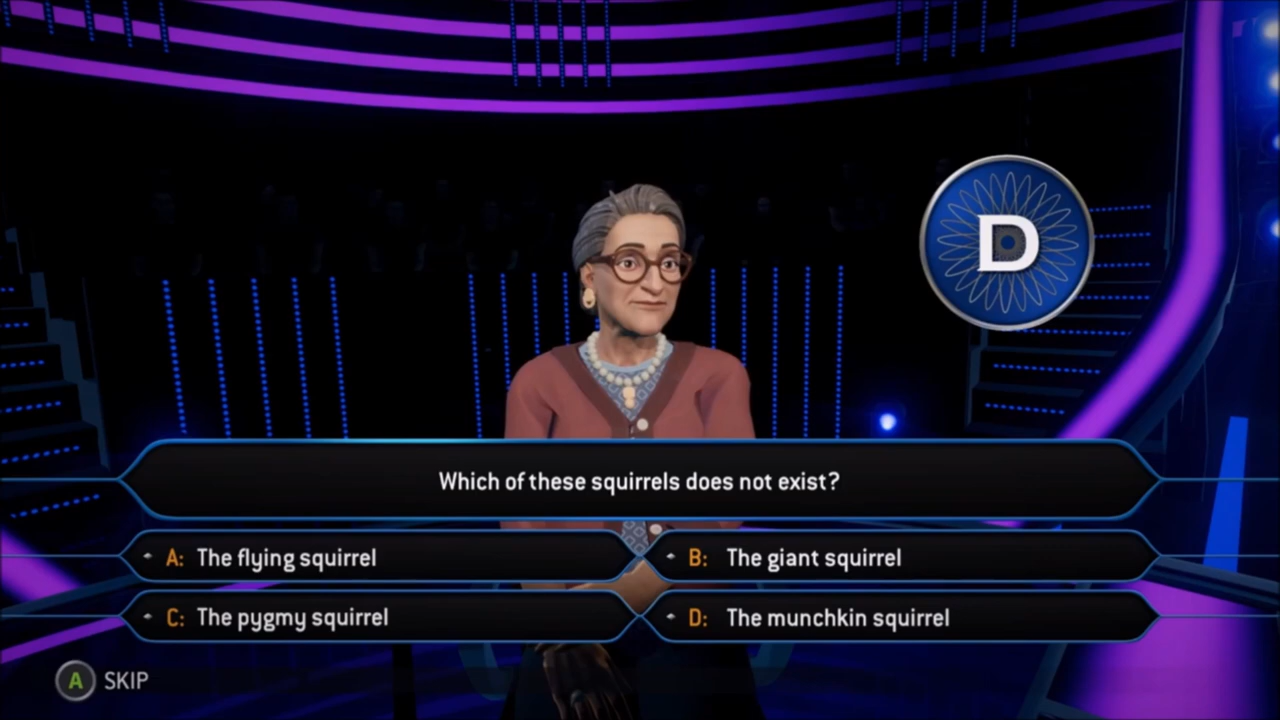 D
Which of these squirrels does not exist?
A: The flying squirrel
B: The giant squirrel
C: The pygmy squirrel
D: The munchkin squirrel
A SKIP